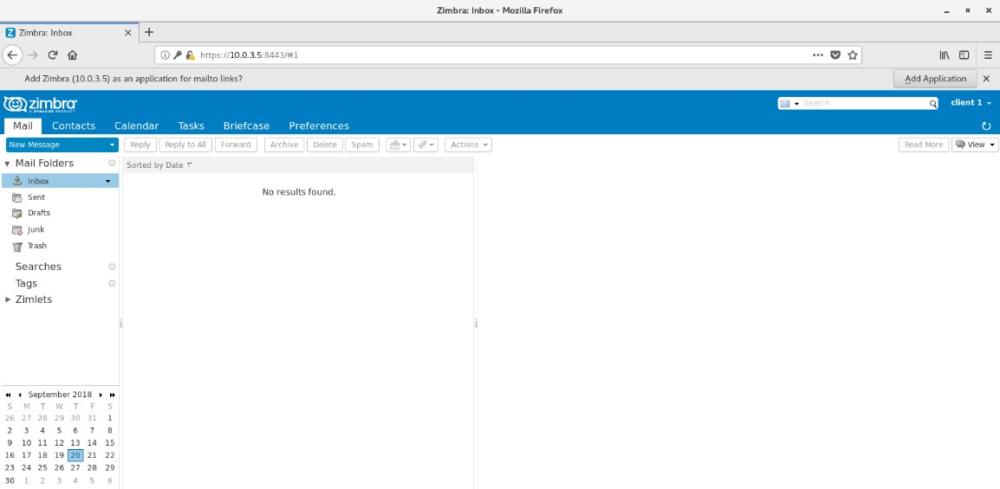 Zimbra: Inbox - Mozilla Firefox
Zimbra: Inbox
https://10.0.3.5:8443/#1
Add Zimbra (10.0.3.5) as an application for mailto links?
Add Application
zimbra
A SYNACOR PRODUCT
Search
client 1
Mail Contacts Calendar Tasks Briefcase Preferences
New Message Reply Reply to All Forward Archive Delete Spam Actions Read More View
Mail Folders
Inbox
Sent
Drafts
Junk
Trash
Searches
Tags
Zimlets
Sorted by Date
No results found.
September 2018
S M T W T F S
26 27 28 29 30 31 1
2 3 4 5 6 7 8
9 10 11 12 13 14 15
16 17 18 19 20 21 22
23 24 25 26 27 28 29
30 1 2 3 4 5 6